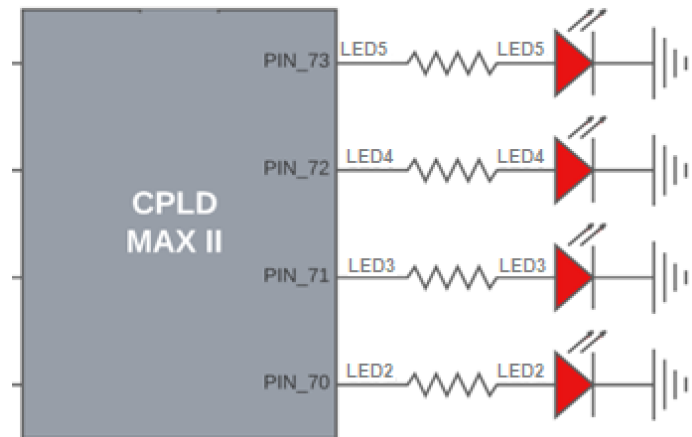 PIN_73 LED5 LED5
PIN_72 LED4 LED4
CPLD
MAX II
PIN_71 LED3 LED3
PIN_70 LED2 LED2